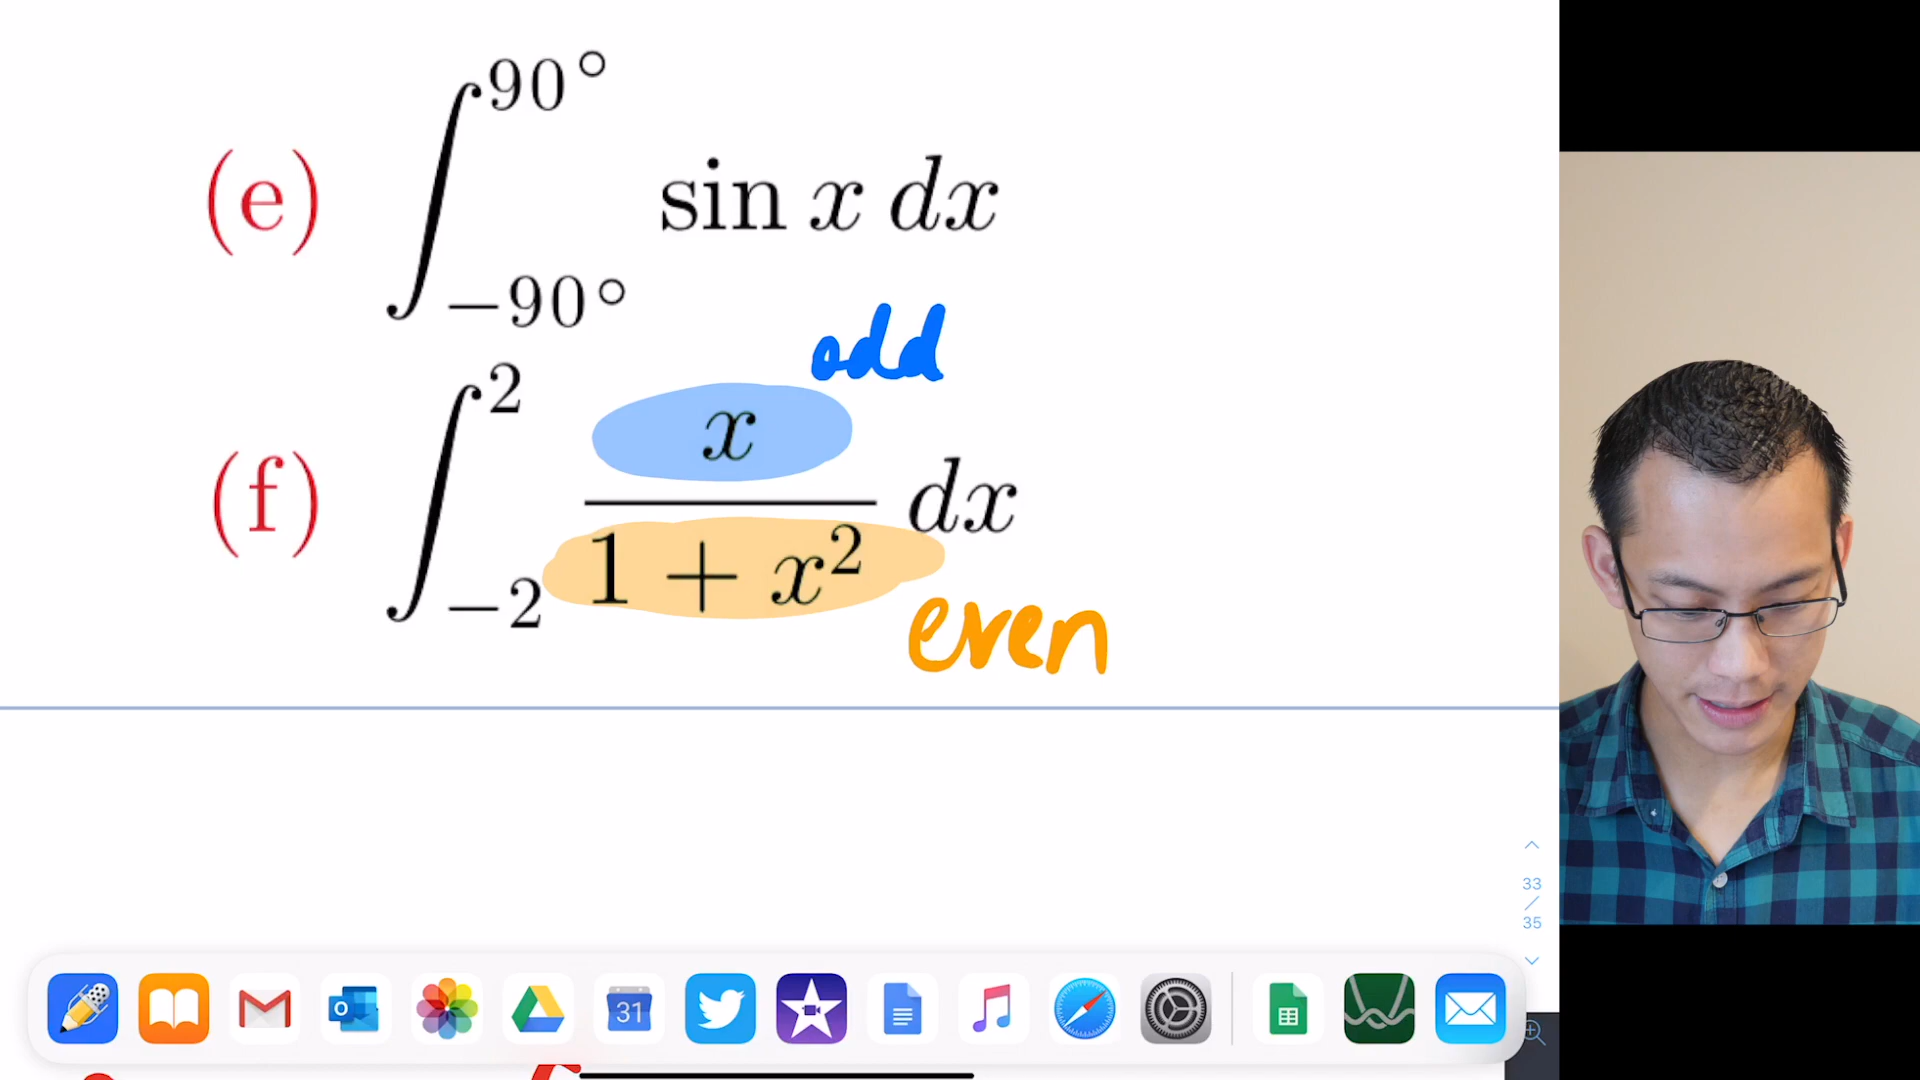 (e) ∫_{-90°}^{90°} sin x dx
odd
(f) ∫_{-2}^{2} x / (1 + x²) dx
even
33
/
35
31